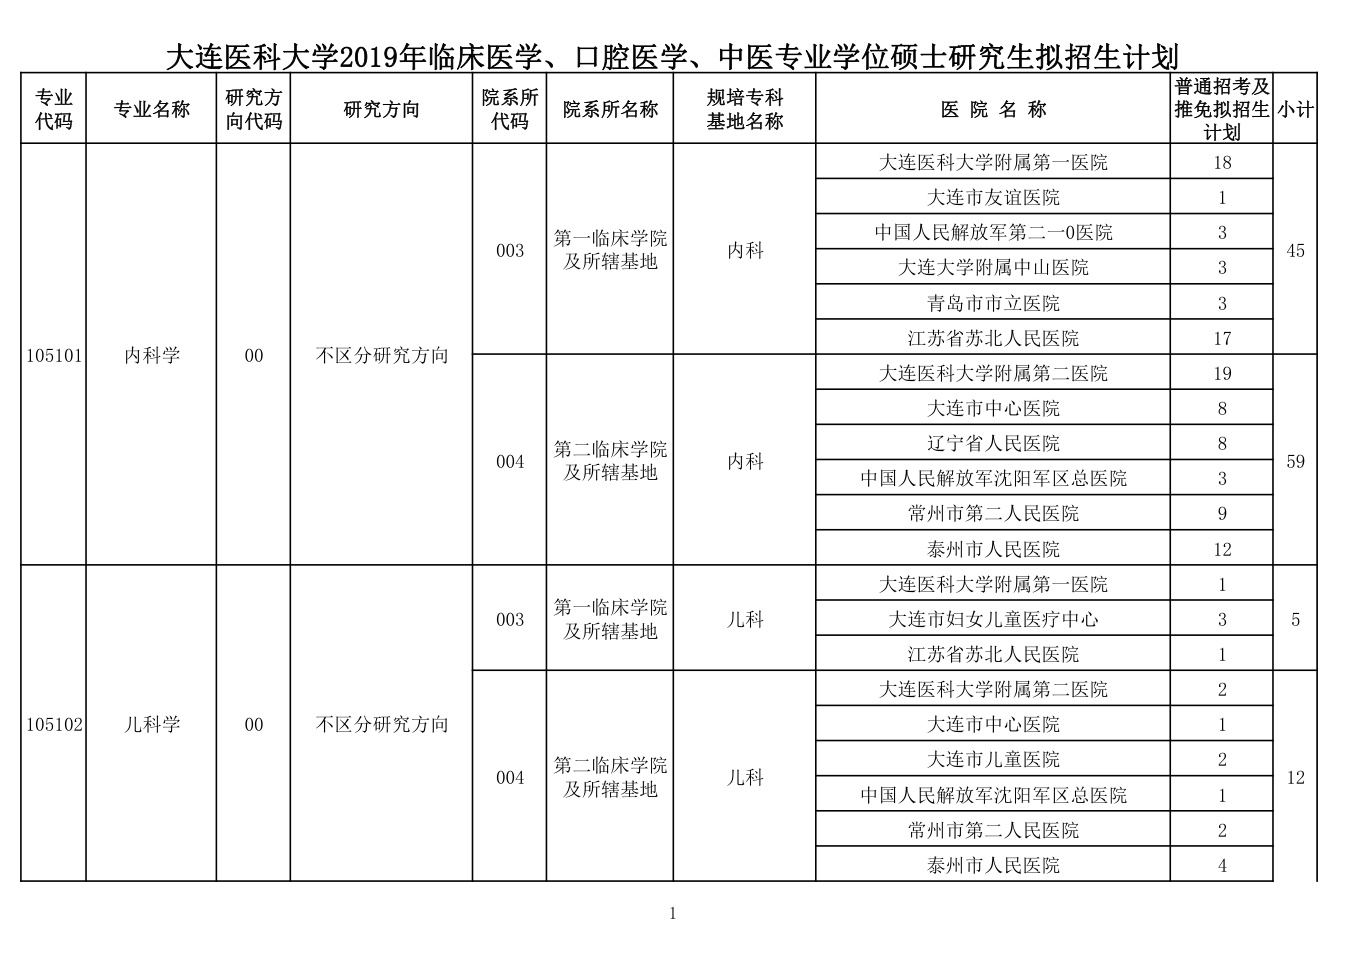 大连医科大学2019年临床医学、口腔医学、中医专业学位硕士研究生拟招生计划
专业代码 专业名称 研究方向代码 研究方向 院系所代码 院系所名称 规培专科基地名称 医 院 名 称 普通招考及推免拟招生计划 小计
105101 内科学 00 不区分研究方向 003 第一临床学院及所辖基地 内科 大连医科大学附属第一医院 18 45
大连市友谊医院 1
中国人民解放军第二一0医院 3
大连大学附属中山医院 3
青岛市市立医院 3
江苏省苏北人民医院 17
004 第二临床学院及所辖基地 内科 大连医科大学附属第二医院 19 59
大连市中心医院 8
辽宁省人民医院 8
中国人民解放军沈阳军区总医院 3
常州市第二人民医院 9
泰州市人民医院 12
105102 儿科学 00 不区分研究方向 003 第一临床学院及所辖基地 儿科 大连医科大学附属第一医院 1 5
大连市妇女儿童医疗中心 3
江苏省苏北人民医院 1
004 第二临床学院及所辖基地 儿科 大连医科大学附属第二医院 2 12
大连市中心医院 1
大连市儿童医院 2
中国人民解放军沈阳军区总医院 1
常州市第二人民医院 2
泰州市人民医院 4
1